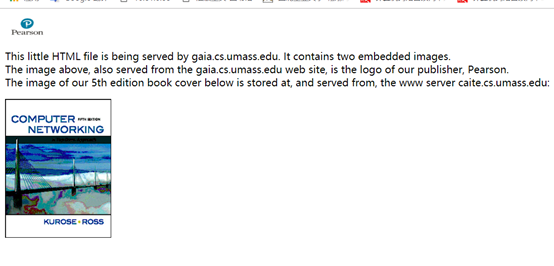 Pearson
This little HTML file is being served by gaia.cs.umass.edu. It contains two embedded images.
The image above, also served from the gaia.cs.umass.edu web site, is the logo of our publisher, Pearson.
The image of our 5th edition book cover below is stored at, and served from, the www server caite.cs.umass.edu:
COMPUTER FIFTH EDITION
NETWORKING
KUROSE • ROSS